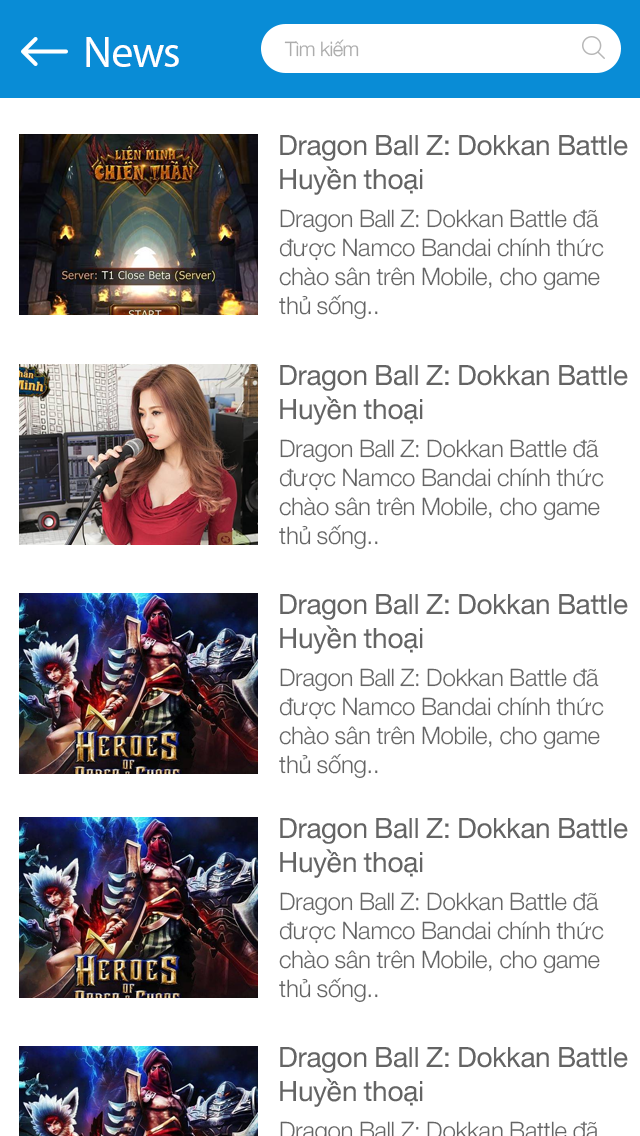 News
Tìm kiếm
LIÊN MINH
CHIẾN THẦN
Server: T1 Close Beta (Server)
START
Dragon Ball Z: Dokkan Battle
Huyền thoại
Dragon Ball Z: Dokkan Battle đã
được Namco Bandai chính thức
chào sân trên Mobile, cho game
thủ sống..
Minh
Dragon Ball Z: Dokkan Battle
Huyền thoại
Dragon Ball Z: Dokkan Battle đã
được Namco Bandai chính thức
chào sân trên Mobile, cho game
thủ sống..
HEROES
OF
ORDER & CHAOS
Dragon Ball Z: Dokkan Battle
Huyền thoại
Dragon Ball Z: Dokkan Battle đã
được Namco Bandai chính thức
chào sân trên Mobile, cho game
thủ sống..
HEROES
OF
ORDER & CHAOS
Dragon Ball Z: Dokkan Battle
Huyền thoại
Dragon Ball Z: Dokkan Battle đã
được Namco Bandai chính thức
chào sân trên Mobile, cho game
thủ sống..
Dragon Ball Z: Dokkan Battle
Huyền thoại
Dragon Ball Z: Dokkan Battle đã